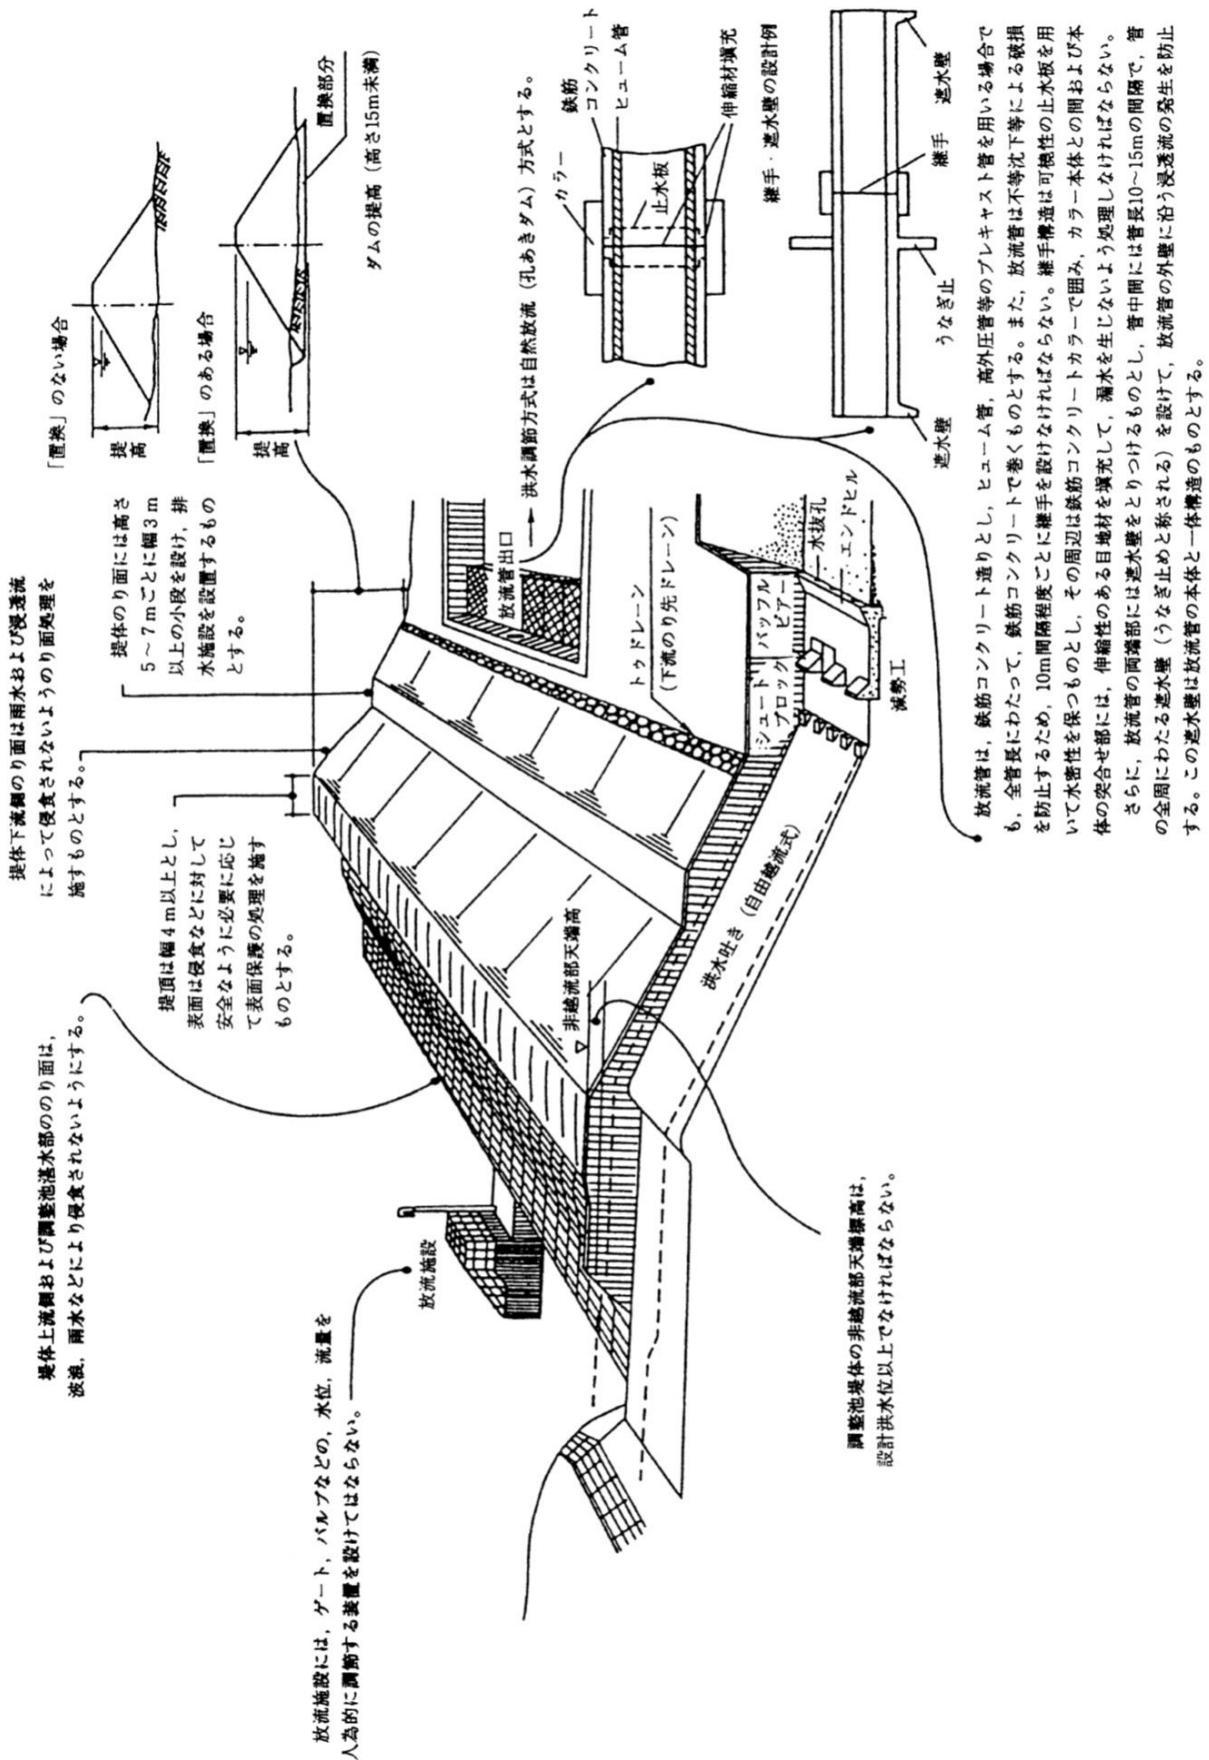 堤体下流側のり面は雨水および浸透流
によって侵食されないようのり面処理を
施すものとする。
堤体上流側および調整池湛水部ののり面は，
波浪，雨水などにより侵食されないようにする。
堤体ののり面には高さ
5～7mごとに幅3m
以上の小段を設け，排
水施設を設置するもの
とする。
堤頂は幅4m以上とし，
表面は侵食などに対して
安全なように必要に応じ
て表面保護の処理を施す
ものとする。
「置換」のない場合
堤高
「置換」のある場合
堤高
置換部分
ダムの堤高（高さ15m未満）
放流施設には，ゲート，バルブなどの，水位，流量を
人為的に調節する装置を設けてはならない。
放流施設
放流管出口
洪水調節方式は自然放流（孔あきダム）方式とする。
非越流部天端高
トゥドレーン
（下流のり先ドレーン）
シュート
ブロック
バッフル
ピアー
水抜孔
エンドヒル
減勢工
洪水吐き（自由越流式）
カラー
鉄筋
コンクリート
ヒューム管
止水板
伸縮材填充
継手・遮水壁の設計例
遮水壁
うなぎ止
継手
遮水壁
調整池堤体の非越流部天端標高は，
設計洪水位以上でなければならない。
放流管は，鉄筋コンクリート造りとし，ヒューム管，高外圧管等のプレキャスト管を用いる場合で
も，全管長にわたって，鉄筋コンクリートで巻くものとする。また，放流管は不等沈下等による破損
を防止するため，10m間隔程度ごとに継手を設けなければならない。継手構造は可撓性の止水板を用
いて水密性を保つものとし，その周辺は鉄筋コンクリートカラーで囲み，カラー本体との間および本
体の突合せ部には，伸縮性のある目地材を填充して，漏水を生じないよう処理しなければならない。
さらに，放流管の両端部には遮水壁をとりつけるものとし，管中間には管長10～15mの間隔で，管
の全周にわたる遮水壁（うなぎ止めと称される）を設けて，放流管の外壁に沿う浸透流の発生を防止
する。この遮水壁は放流管の本体と一体構造のものとする。